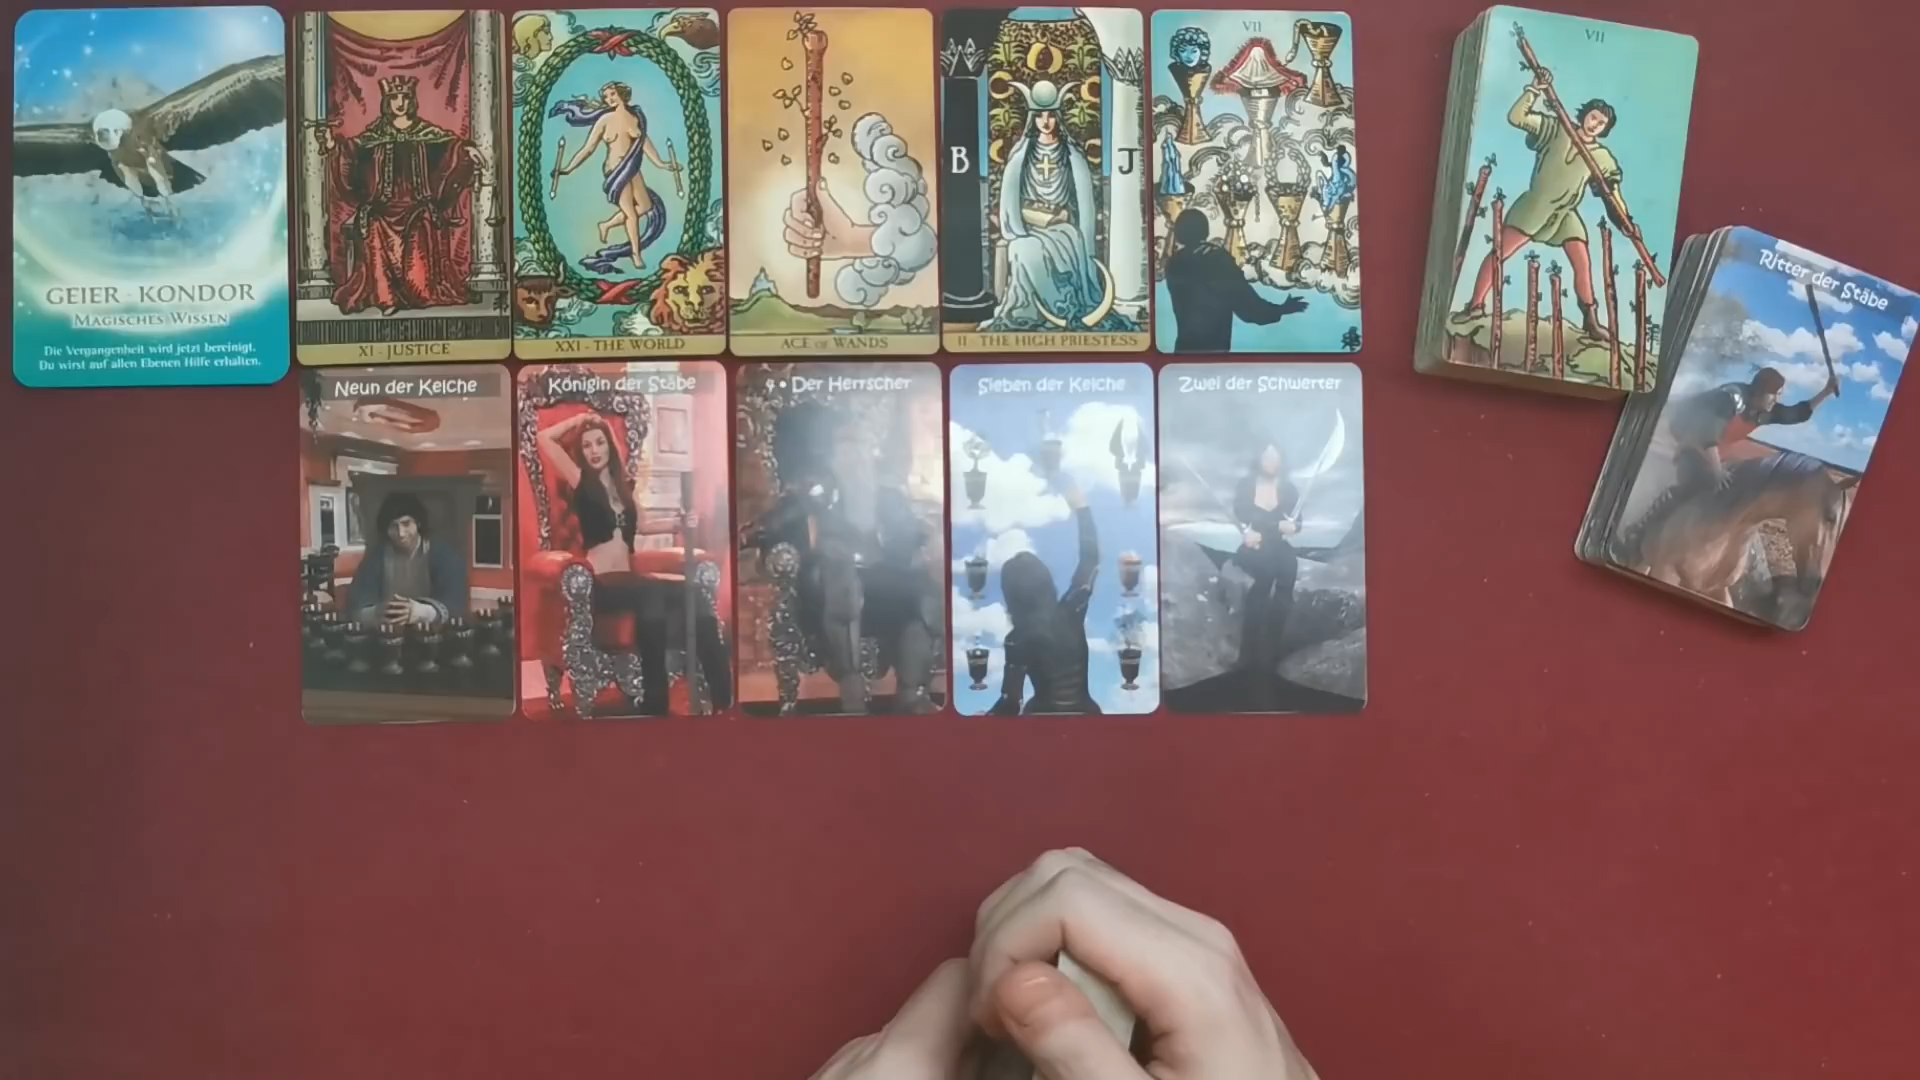 GEIER · KONDOR
MAGISCHES WISSEN
Die Vergangenheit wird jetzt bereinigt.
Du wirst auf allen Ebenen Hilfe erhalten.
XI - JUSTICE
XXI - THE WORLD
ACE OF WANDS
B
J
II - THE HIGH PRIESTESS
VII
VII
Ritter der Stäbe
Neun der Kelche
Königin der Stäbe
4 • Der Herrscher
Sieben der Kelche
Zwei der Schwerter